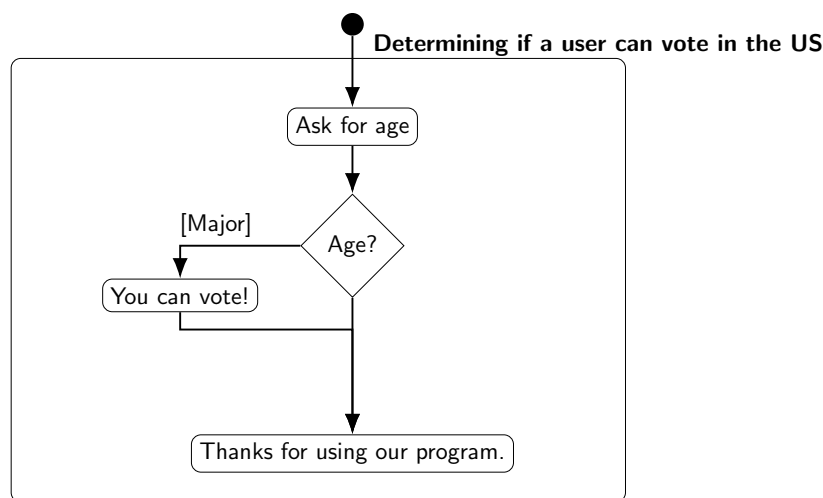 Determining if a user can vote in the US
Ask for age
Age?
[Major]
You can vote!
Thanks for using our program.